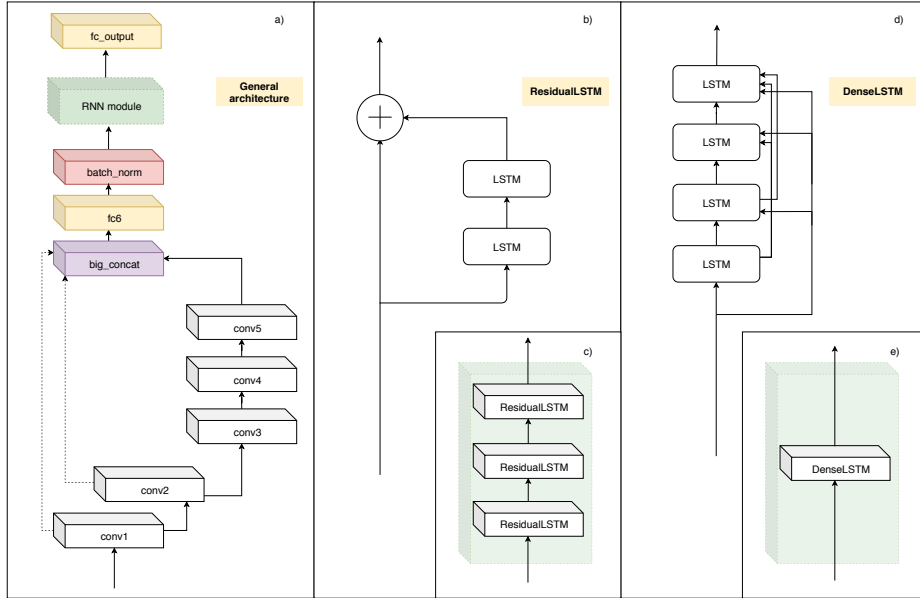 a)
fc_output
General
architecture
RNN module
batch_norm
fc6
big_concat
conv5
conv4
conv3
conv2
conv1
b)
ResidualLSTM
LSTM
LSTM
c)
ResidualLSTM
ResidualLSTM
ResidualLSTM
d)
DenseLSTM
LSTM
LSTM
LSTM
LSTM
e)
DenseLSTM